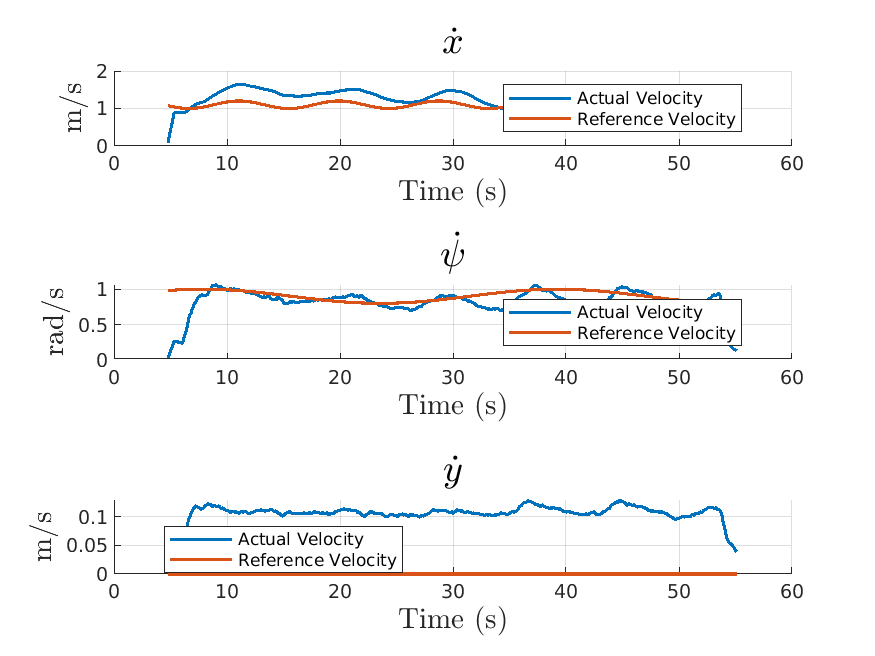 ẋ
2
1
0
m/s
Actual Velocity
Reference Velocity
0 10 20 30 40 50 60
Time (s)
ψ̇
1
0.5
0
rad/s
Actual Velocity
Reference Velocity
0 10 20 30 40 50 60
Time (s)
ẏ
0.1
0.05
0
m/s
Actual Velocity
Reference Velocity
0 10 20 30 40 50 60
Time (s)